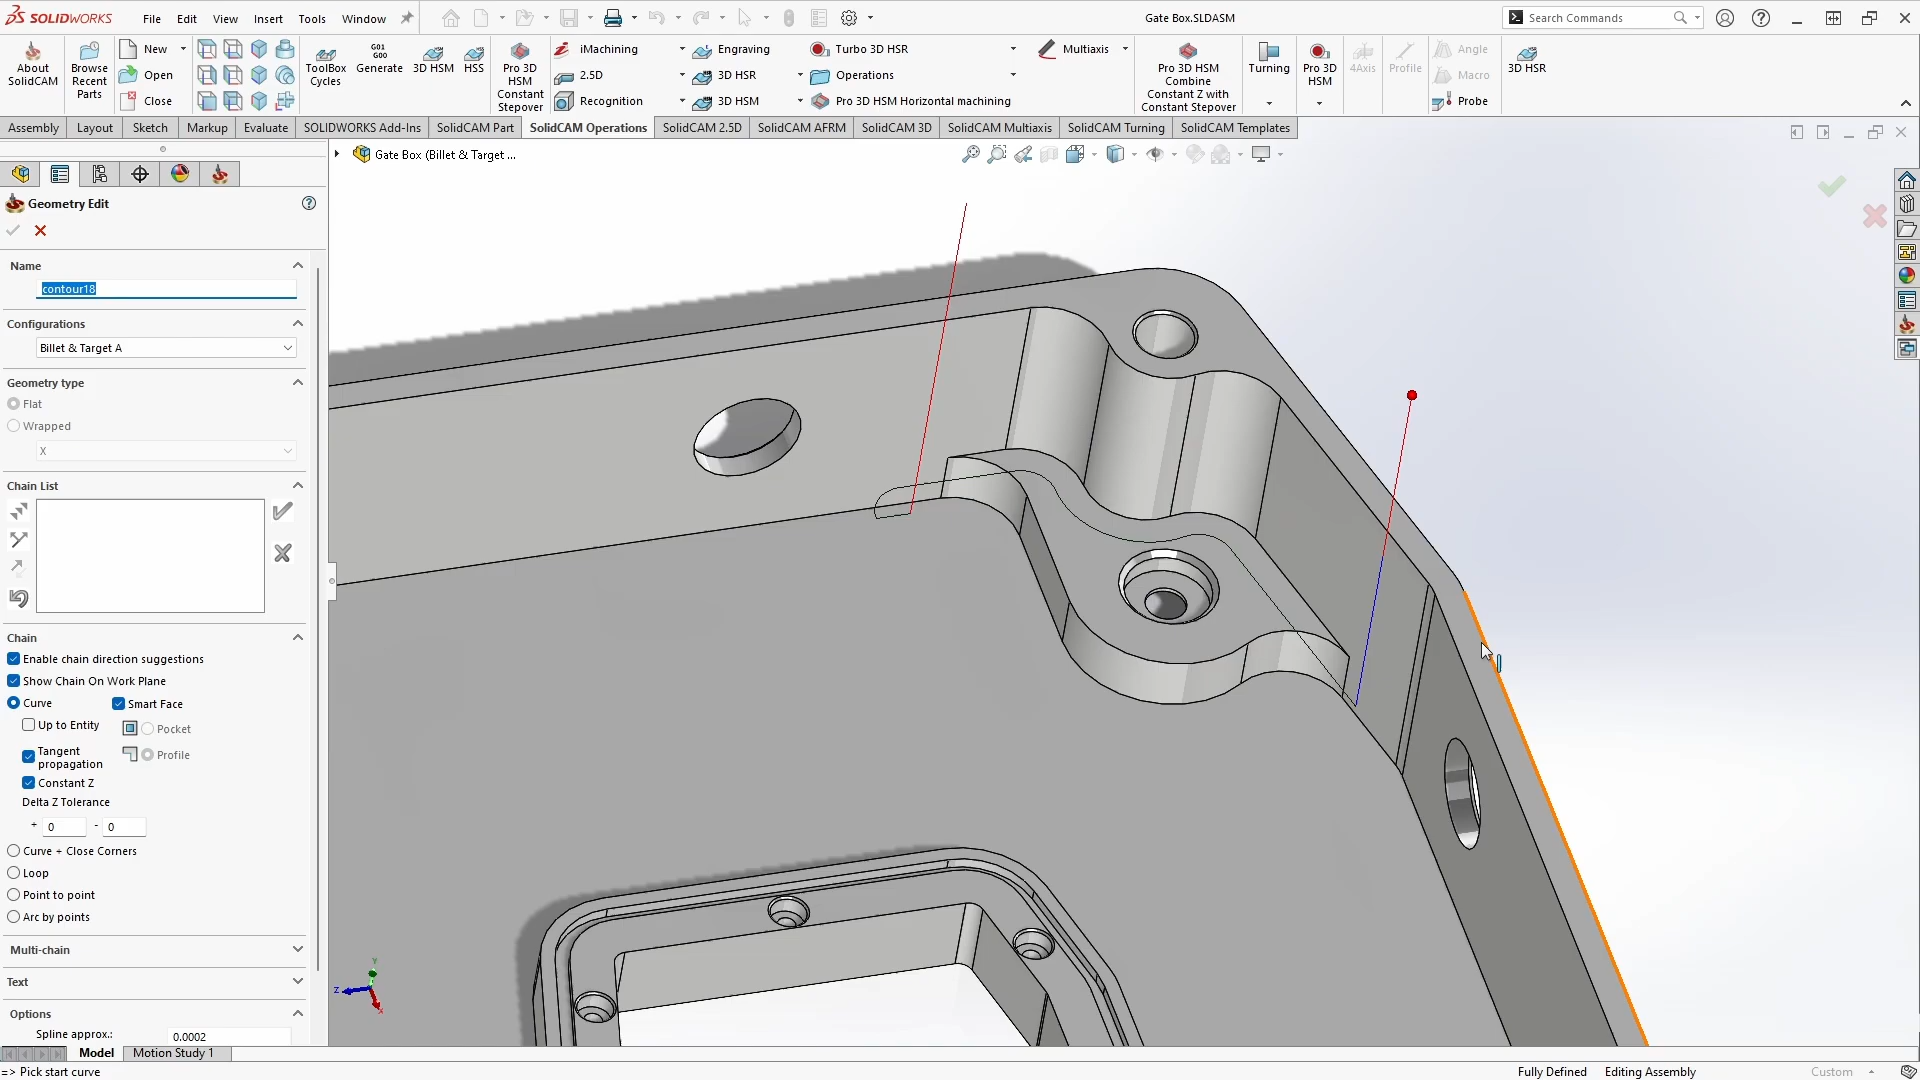 SOLIDWORKS File Edit View Insert Tools Window
Gate Box.SLDASM
Search Commands
About SolidCAM
Browse Recent Parts
New
Open
Close
ToolBox Cycles
G01 G00
Generate
3D HSM
HSS
Pro 3D HSM Constant Stepover
iMachining
2.5D
Recognition
Engraving
3D HSR
3D HSM
Turbo 3D HSR
Operations
Pro 3D HSM Horizontal machining
Multiaxis
Pro 3D HSM Combine Constant Z with Constant Stepover
Turning
Pro 3D HSM
4Axis
Profile
Angle
Macro
Probe
3D HSR
Assembly Layout Sketch Markup Evaluate SOLIDWORKS Add-Ins SolidCAM Part SolidCAM Operations SolidCAM 2.5D SolidCAM AFRM SolidCAM 3D SolidCAM Multiaxis SolidCAM Turning SolidCAM Templates
Gate Box (Billet & Target ...
Geometry Edit
Name
contour18
Configurations
Billet & Target A
Geometry type
Flat
Wrapped
X
Chain List
Chain
Enable chain direction suggestions
Show Chain On Work Plane
Curve Smart Face
Up to Entity Pocket
Tangent propagation Profile
Constant Z
Delta Z Tolerance
+ 0 - 0
Curve + Close Corners
Loop
Point to point
Arc by points
Multi-chain
Text
Options
Spline approx.: 0.0002
Y
Z
X
Model Motion Study 1
=> Pick start curve
Fully Defined Editing Assembly Custom